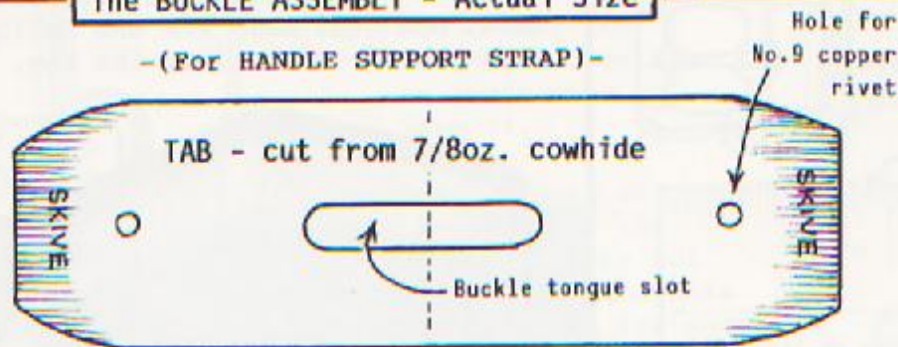 The BUCKLE ASSEMBLY - Actual Size
-(For HANDLE SUPPORT STRAP)-
Hole for
No.9 copper
rivet
TAB - cut from 7/8oz. cowhide
SKIVE
SKIVE
Buckle tongue slot